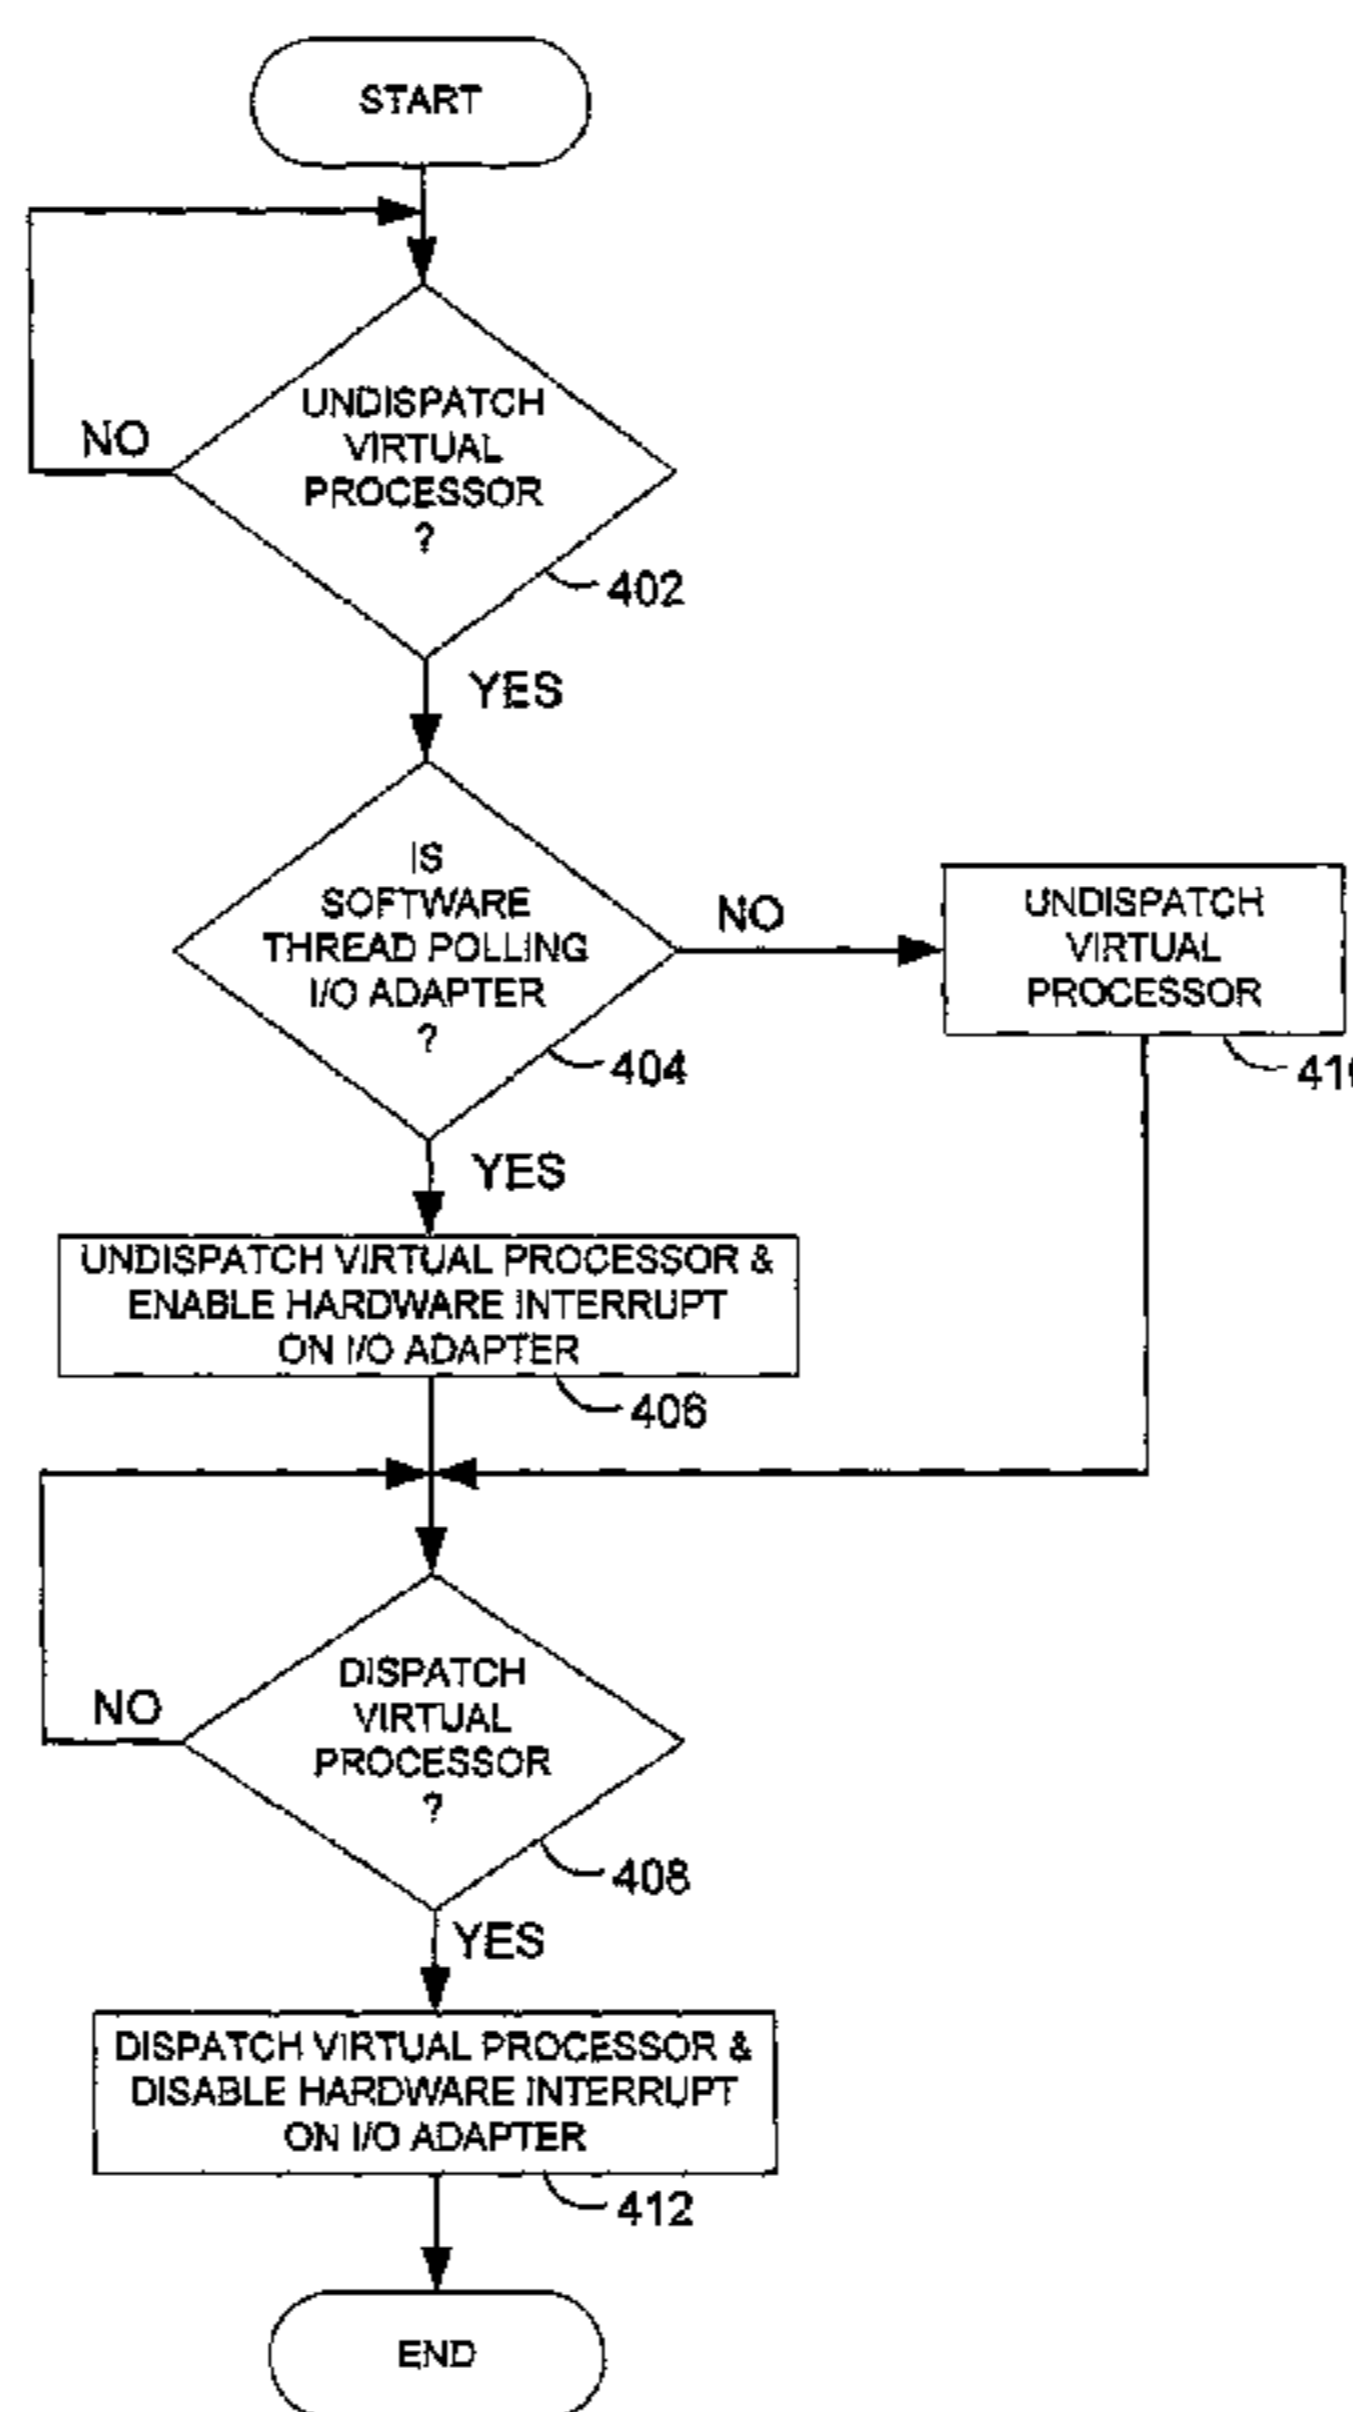 START
NO
UNDISPATCH
VIRTUAL
PROCESSOR
?
402
YES
IS
SOFTWARE
THREAD POLLING
I/O ADAPTER
?
404
NO
UNDISPATCH
VIRTUAL
PROCESSOR
YES
UNDISPATCH VIRTUAL PROCESSOR &
ENABLE HARDWARE INTERRUPT
ON I/O ADAPTER
406
NO
DISPATCH
VIRTUAL
PROCESSOR
?
408
YES
DISPATCH VIRTUAL PROCESSOR &
DISABLE HARDWARE INTERRUPT
ON I/O ADAPTER
412
END